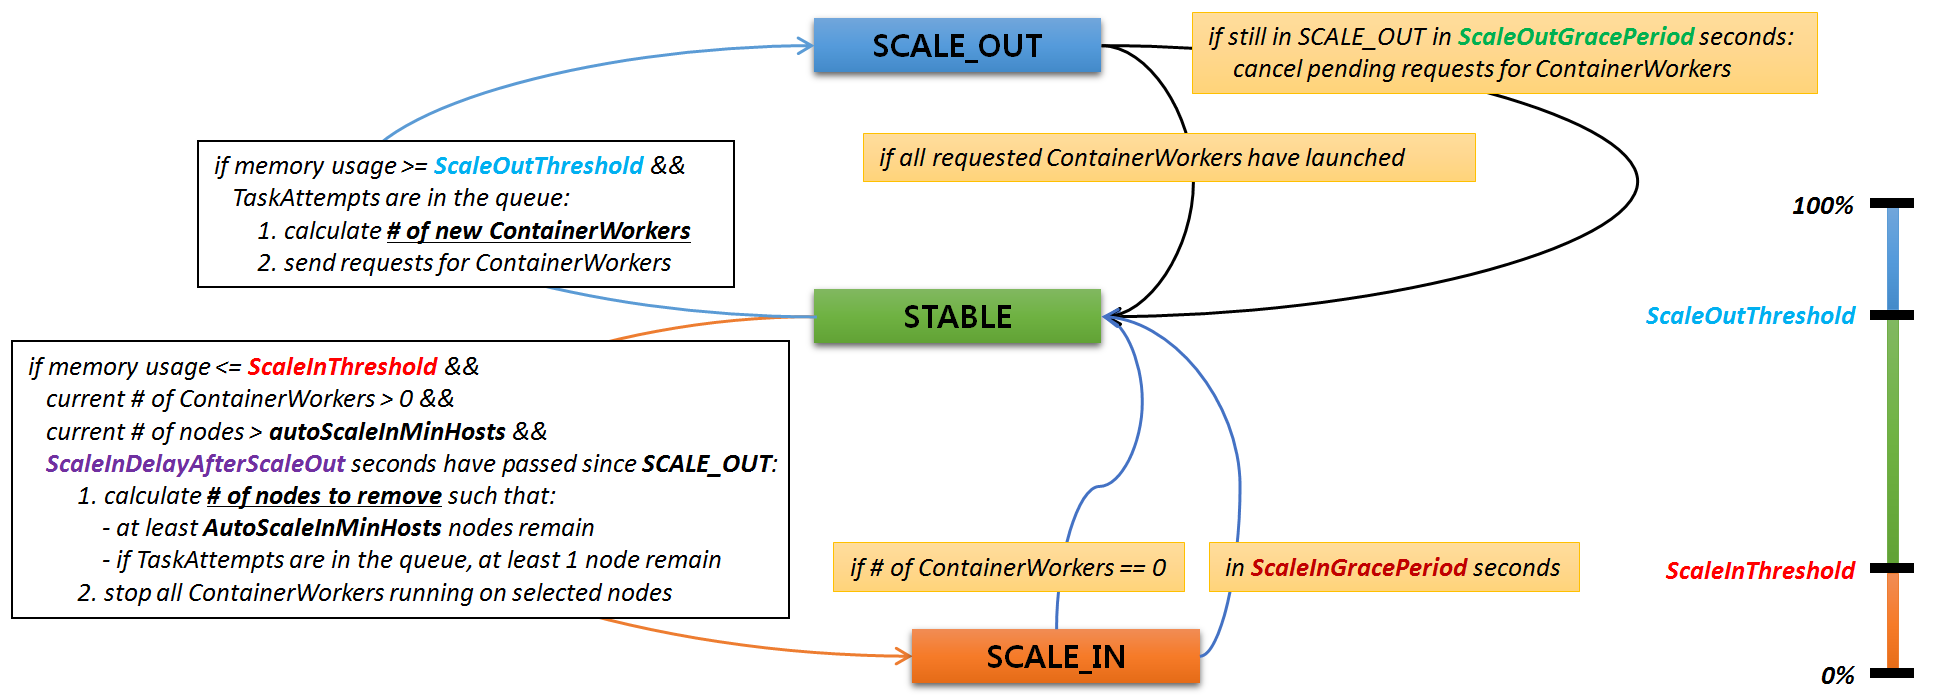 SCALE_OUT
if still in SCALE_OUT in ScaleOutGracePeriod seconds:
cancel pending requests for ContainerWorkers
if memory usage >= ScaleOutThreshold &&
TaskAttempts are in the queue:
1. calculate # of new ContainerWorkers
2. send requests for ContainerWorkers
if all requested ContainerWorkers have launched
STABLE
if memory usage <= ScaleInThreshold &&
current # of ContainerWorkers > 0 &&
current # of nodes > autoScaleInMinHosts &&
ScaleInDelayAfterScaleOut seconds have passed since SCALE_OUT:
1. calculate # of nodes to remove such that:
- at least AutoScaleInMinHosts nodes remain
- if TaskAttempts are in the queue, at least 1 node remain
2. stop all ContainerWorkers running on selected nodes
if # of ContainerWorkers == 0
in ScaleInGracePeriod seconds
SCALE_IN
100%
ScaleOutThreshold
ScaleInThreshold
0%